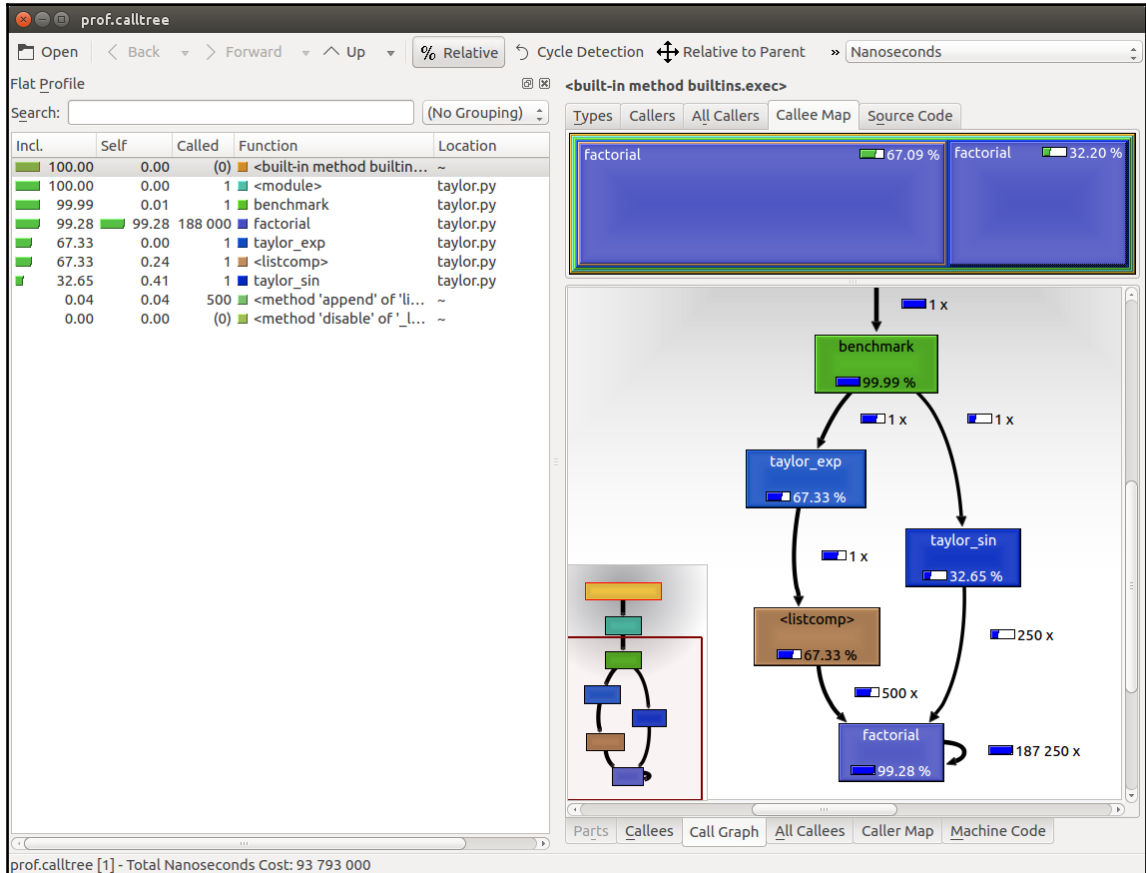 prof.calltree
Open Back Forward Up % Relative Cycle Detection Relative to Parent » Nanoseconds
Flat Profile
Search: (No Grouping)
Incl. Self Called Function Location
100.00 0.00 (0) <built-in method builtin... ~
100.00 0.00 1 <module> taylor.py
99.99 0.01 1 benchmark taylor.py
99.28 99.28 188 000 factorial taylor.py
67.33 0.00 1 taylor_exp taylor.py
67.33 0.24 1 <listcomp> taylor.py
32.65 0.41 1 taylor_sin taylor.py
0.04 0.04 500 <method 'append' of 'li... ~
0.00 0.00 (0) <method 'disable' of '_l... ~
<built-in method builtins.exec>
Types Callers All Callers Callee Map Source Code
factorial 67.09 % factorial 32.20 %
1 x
benchmark
99.99 %
1 x 1 x
taylor_exp
67.33 %
taylor_sin
32.65 %
1 x
<listcomp>
67.33 %
250 x
500 x
factorial
99.28 %
187 250 x
Parts Callees Call Graph All Callees Caller Map Machine Code
prof.calltree [1] - Total Nanoseconds Cost: 93 793 000